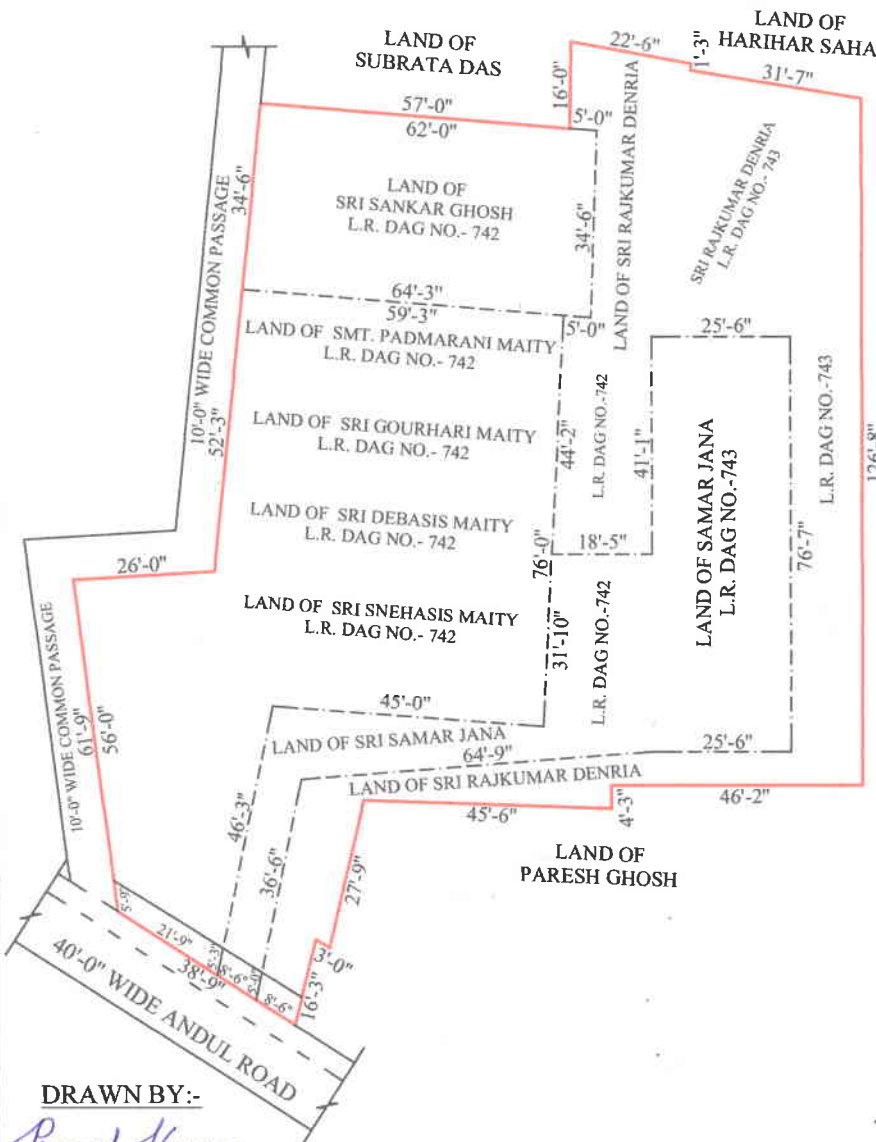 LAND OF
HARIHAR SAHA
LAND OF
SUBRATA DAS
22'-6"
1'-3"
31'-7"
16'-0"
57'-0"
62'-0"
5'-0"
34'-6"
10'-0" WIDE COMMON PASSAGE
52'-3"
LAND OF
SRI SANKAR GHOSH
L.R. DAG NO.- 742
34'-6"
LAND OF SRI RAJKUMAR DENRIA
SRI RAJKUMAR DENRIA
L.R. DAG NO.- 743
64'-3"
59'-3"
5'-0"
25'-6"
LAND OF SMT. PADMARANI MAITY
L.R. DAG NO.- 742
LAND OF SRI GOURHARI MAITY
L.R. DAG NO.- 742
44'-2"
L.R. DAG NO.-742
41'-1"
LAND OF SAMAR JANA
L.R. DAG NO.-743
L.R. DAG NO.-743
126'-8"
76'-7"
LAND OF SRI DEBASIS MAITY
L.R. DAG NO.- 742
76'-0"
18'-5"
26'-0"
LAND OF SRI SNEHASIS MAITY
L.R. DAG NO.- 742
31'-10"
L.R. DAG NO.-742
10'-0" WIDE COMMON PASSAGE
61'-9"
56'-0"
45'-0"
LAND OF SRI SAMAR JANA
64'-9"
25'-6"
LAND OF SRI RAJKUMAR DENRIA
46'-3"
36'-6"
45'-6"
4'-3"
46'-2"
LAND OF
PARESH GHOSH
27'-9"
5'-9"
21'-9"
38'-9"
8'-6"
5'-0"
8'-6"
3'-0"
16'-3"
40'-0" WIDE ANDUL ROAD
DRAWN BY:-